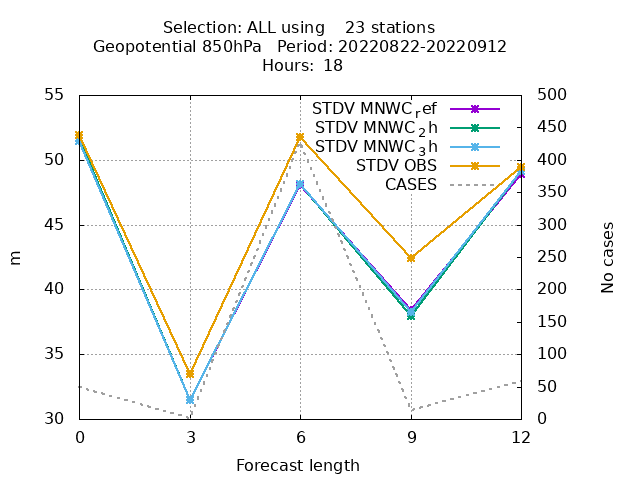 Selection: ALL using    23 stations
Geopotential 850hPa   Period: 20220822-20220912
Hours: 18
STDV MNWC_ref
STDV MNWC_2h
STDV MNWC_3h
STDV OBS
CASES
55
50
45
40
35
30
500
450
400
350
300
250
200
150
100
50
0
m
No cases
0 3 6 9 12
Forecast length